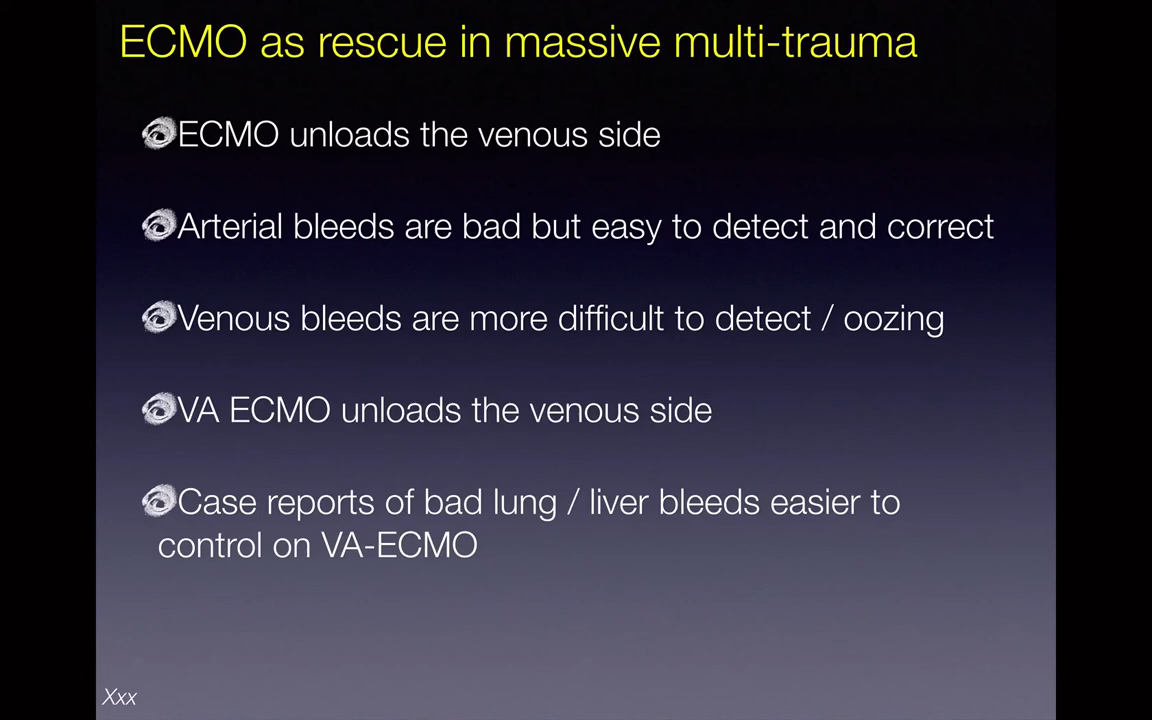 ECMO as rescue in massive multi-trauma
ECMO unloads the venous side
Arterial bleeds are bad but easy to detect and correct
Venous bleeds are more difficult to detect / oozing
VA ECMO unloads the venous side
Case reports of bad lung / liver bleeds easier to
control on VA-ECMO
Xxx